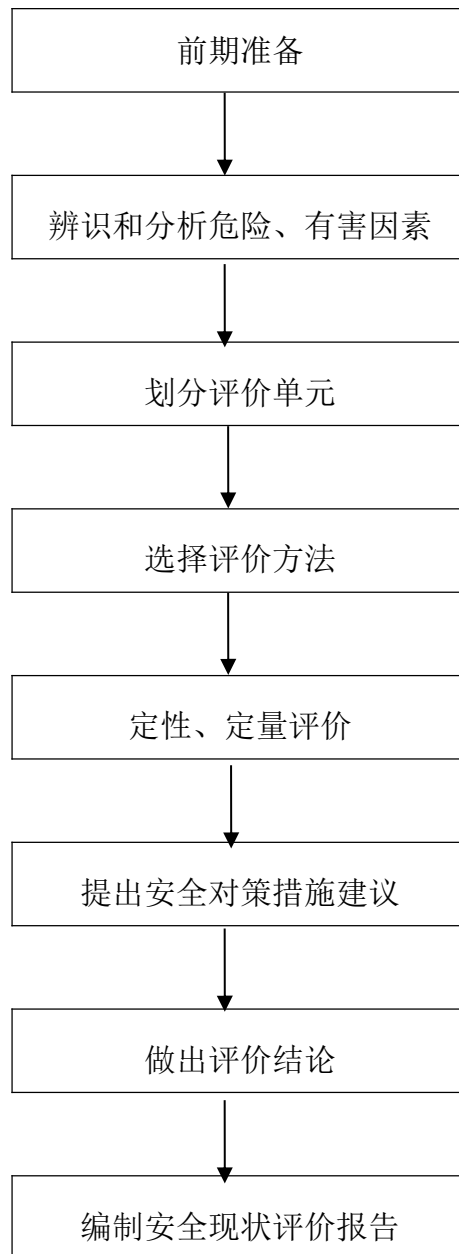 前期准备
辨识和分析危险、有害因素
划分评价单元
选择评价方法
定性、定量评价
提出安全对策措施建议
做出评价结论
编制安全现状评价报告